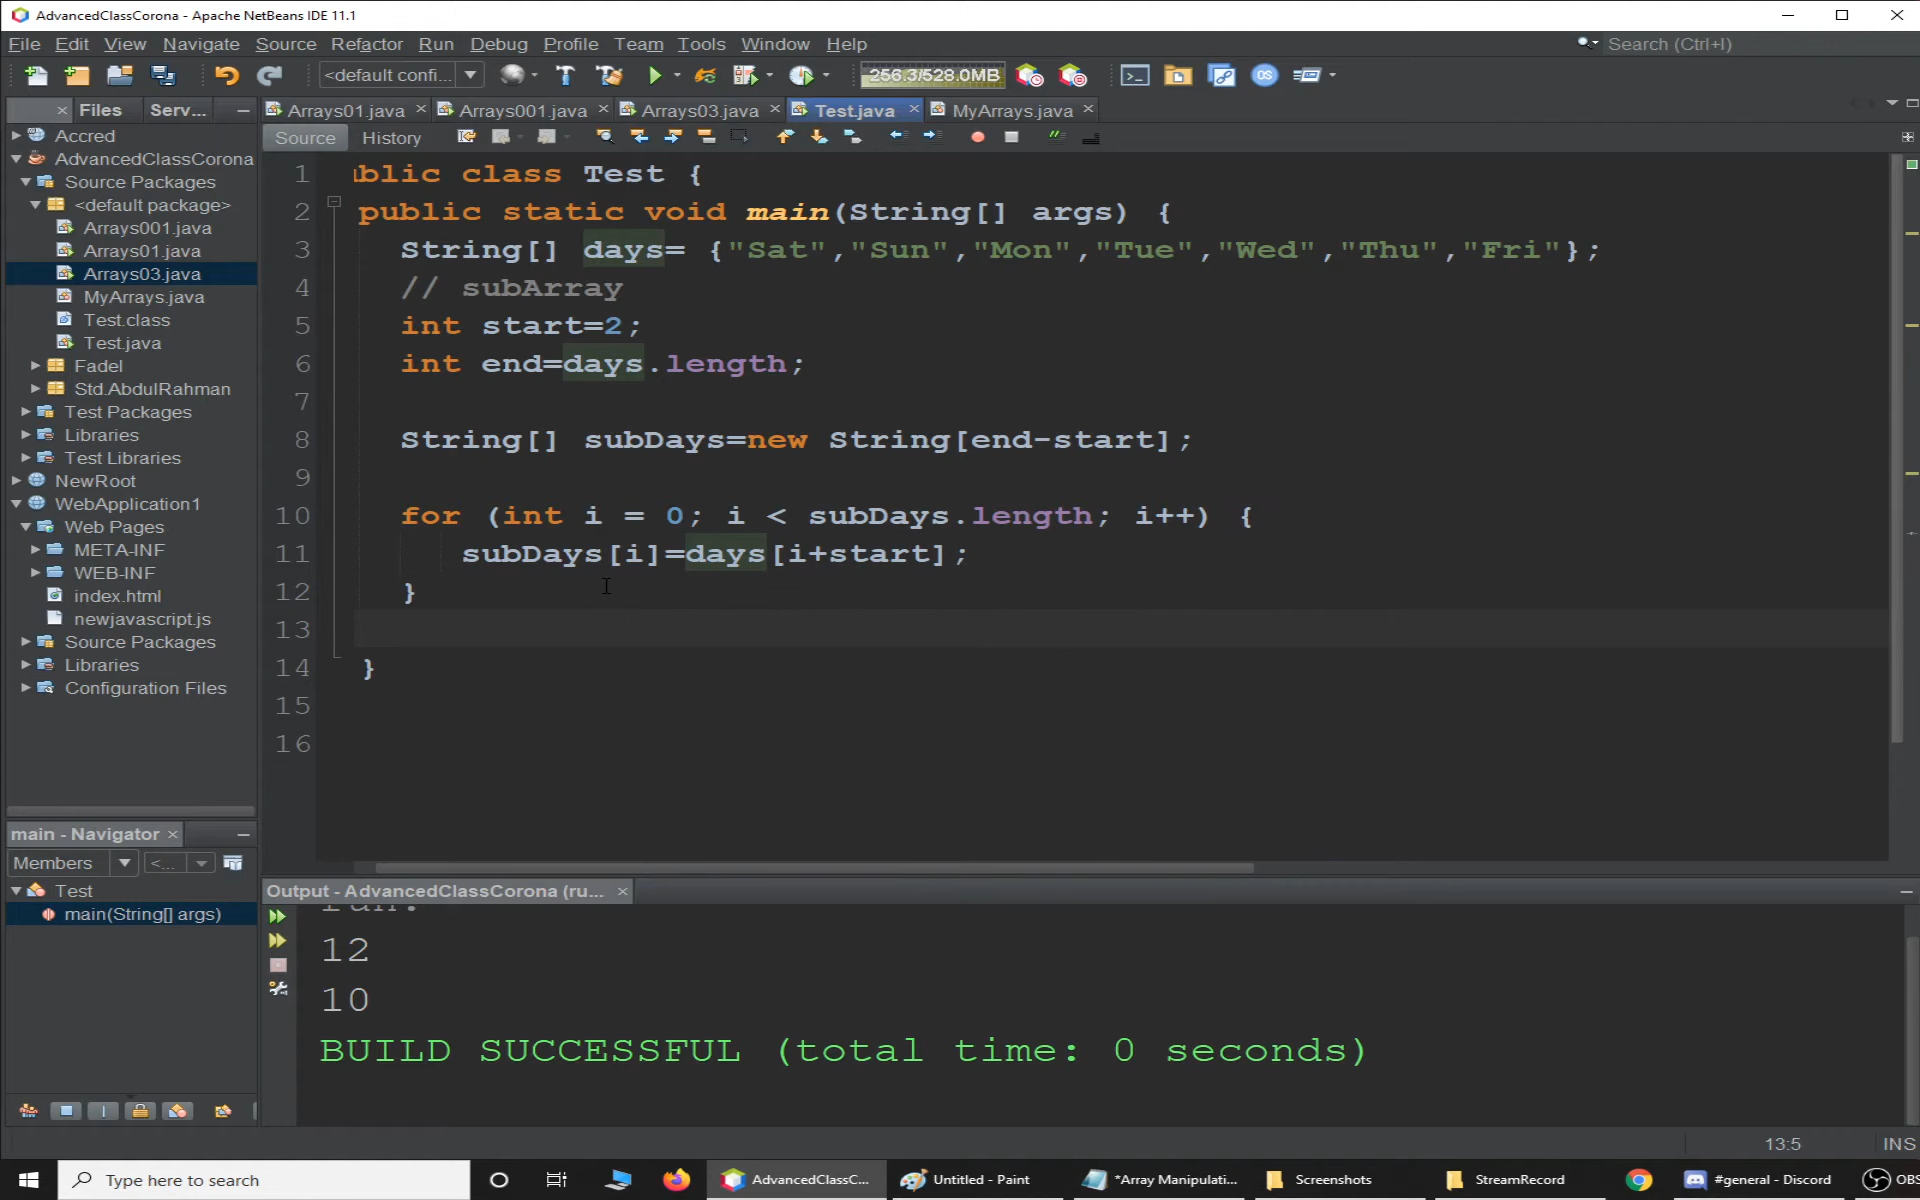 AdvancedClassCorona - Apache NetBeans IDE 11.1
File Edit View Navigate Source Refactor Run Debug Profile Team Tools Window Help
Search (Ctrl+I)
<default confi...
256.3/528.0MB
Files
Serv...
Arrays01.java
Arrays001.java
Arrays03.java
Test.java
MyArrays.java
Source
History
Accred
AdvancedClassCorona
Source Packages
<default package>
Arrays001.java
Arrays01.java
Arrays03.java
MyArrays.java
Test.class
Test.java
Fadel
Std.AbdulRahman
Test Packages
Libraries
Test Libraries
NewRoot
WebApplication1
Web Pages
META-INF
WEB-INF
index.html
newjavascript.js
Source Packages
Libraries
Configuration Files
1 blic class Test {
2 public static void main(String[] args) {
3 String[] days= {"Sat","Sun","Mon","Tue","Wed","Thu","Fri"};
4 // subArray
5 int start=2;
6 int end=days.length;
7
8 String[] subDays=new String[end-start];
9
10 for (int i = 0; i < subDays.length; i++) {
11 subDays[i]=days[i+start];
12 }
13
14 }
15
16
main - Navigator
Members
<...
Test
main(String[] args)
Output - AdvancedClassCorona (ru...
run:
12
10
BUILD SUCCESSFUL (total time: 0 seconds)
13:5
INS
Type here to search
AdvancedClassC...
Untitled - Paint
*Array Manipulati...
Screenshots
StreamRecord
#general - Discord
OBS